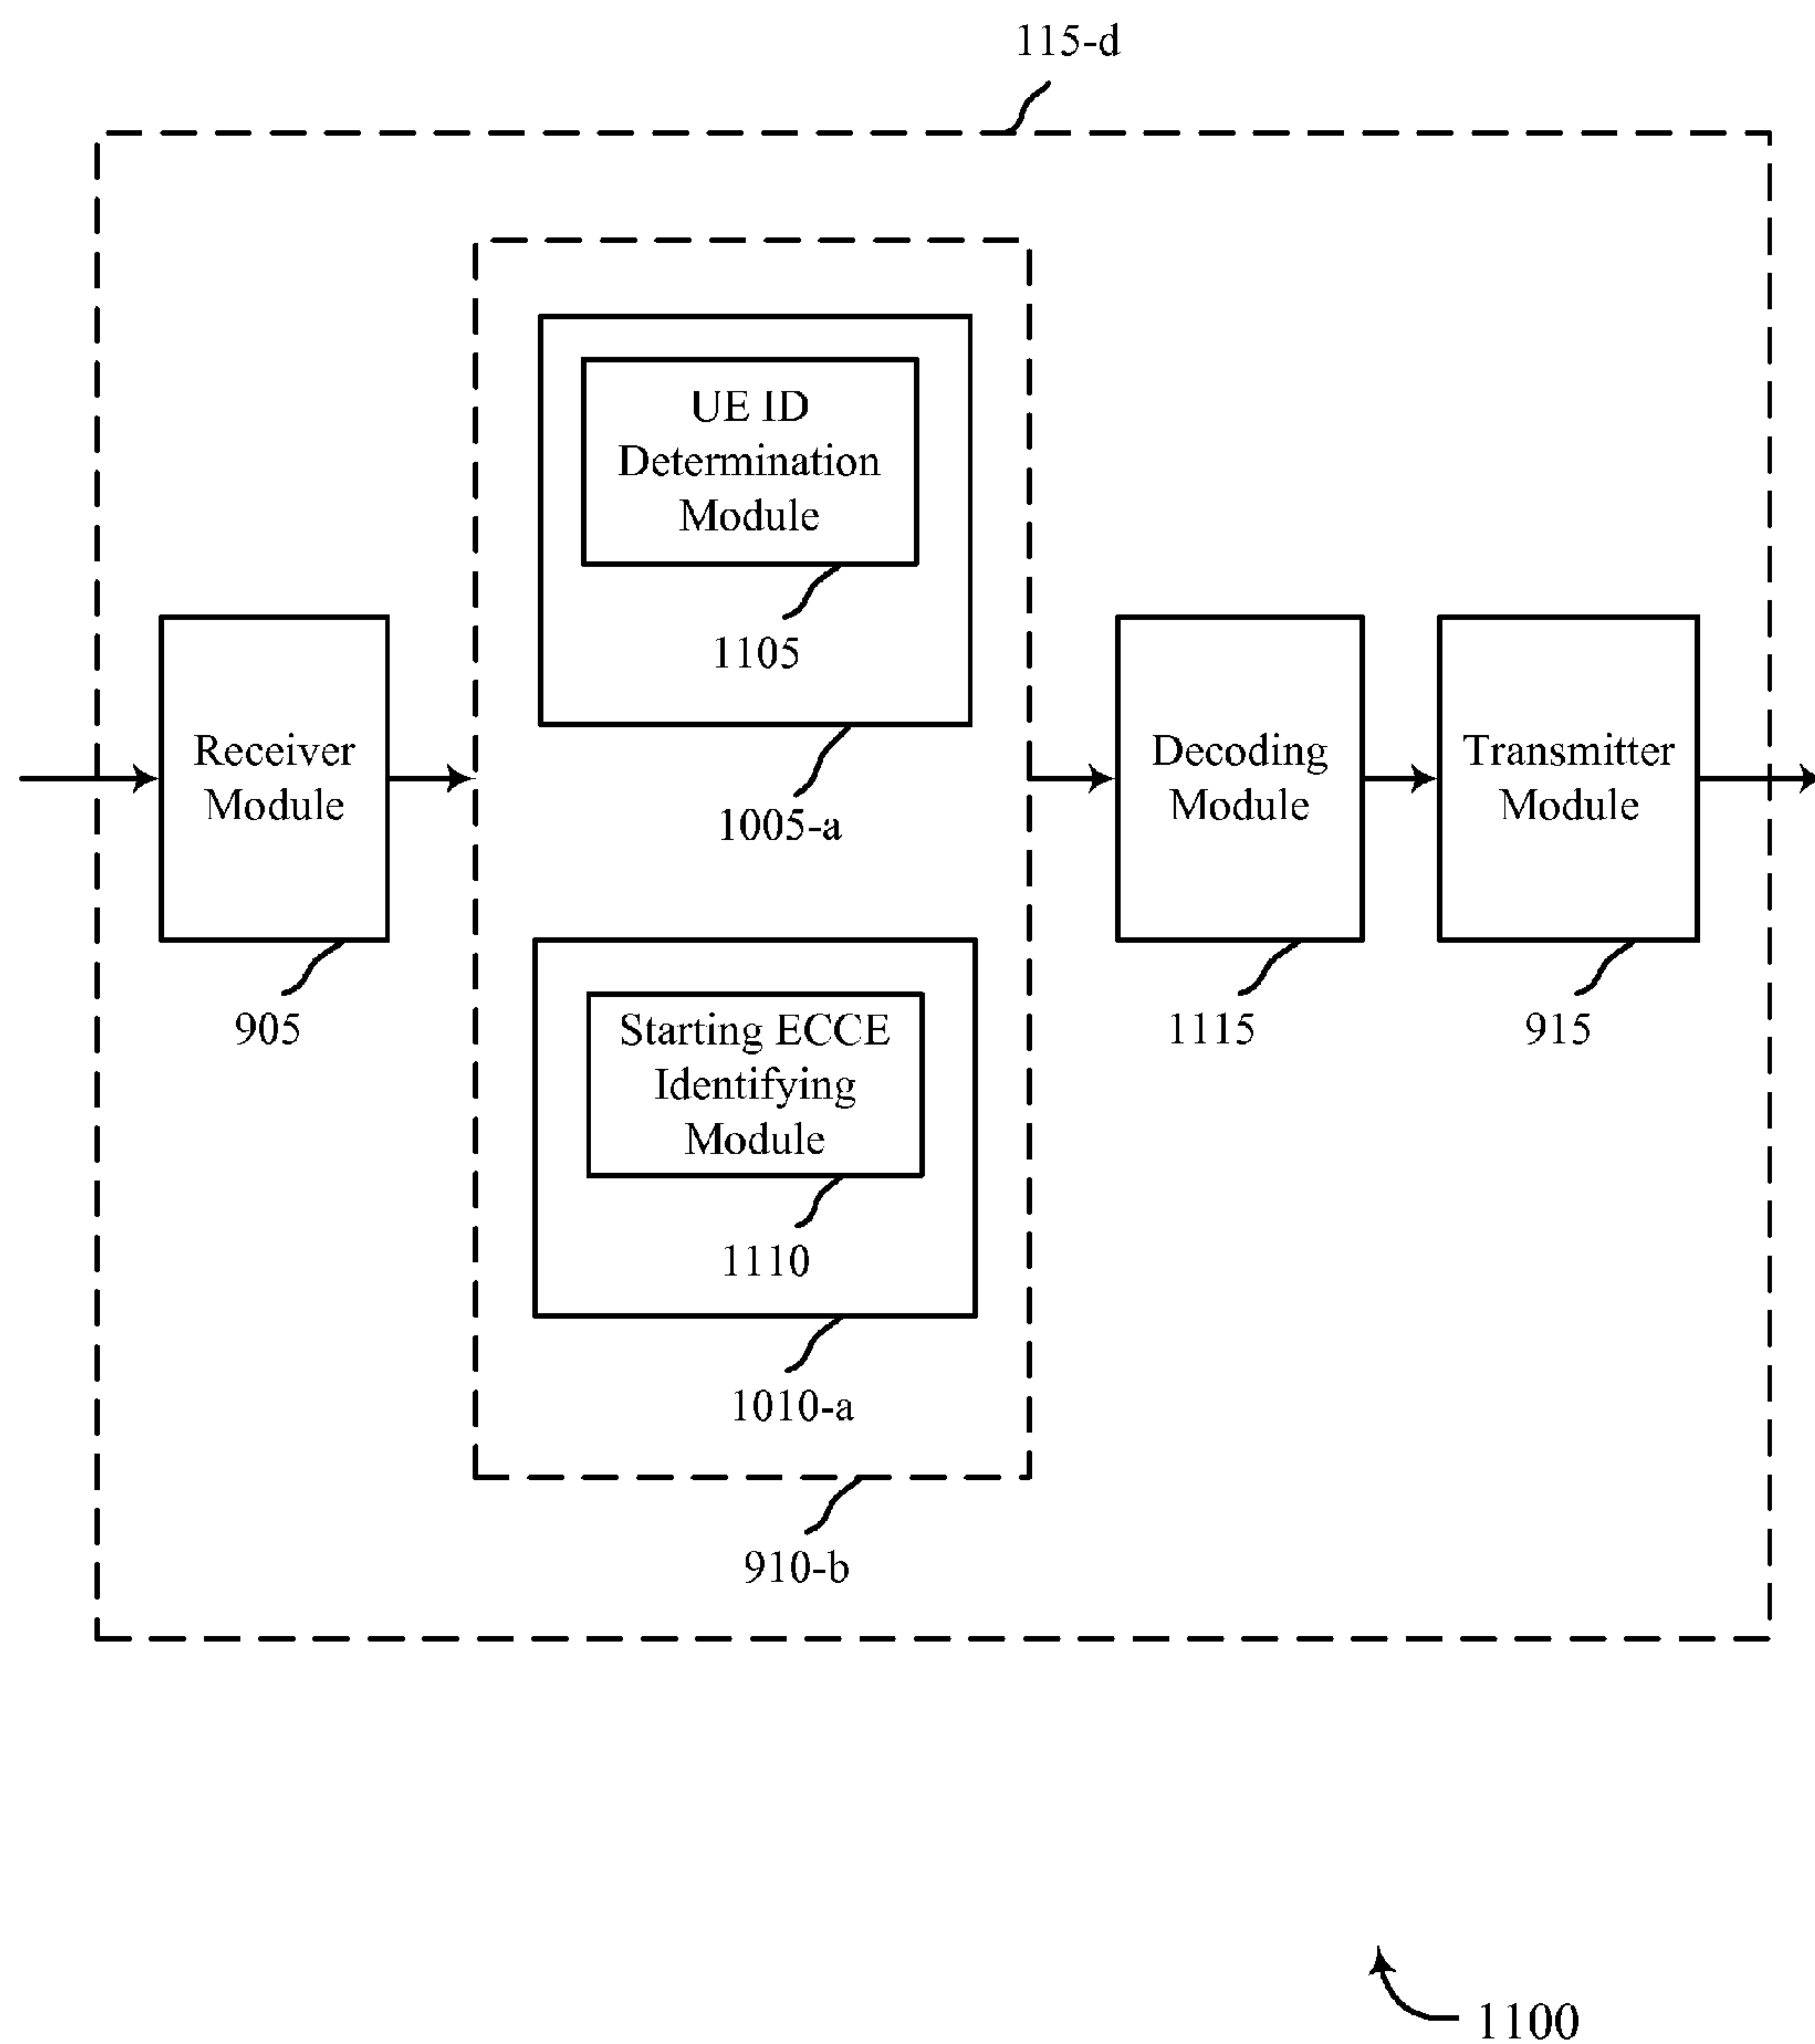 115-d
UE ID
Determination
Module
1105
1005-a
Receiver
Module
905
Starting ECCE
Identifying
Module
1110
1010-a
910-b
Decoding
Module
1115
Transmitter
Module
915
1100